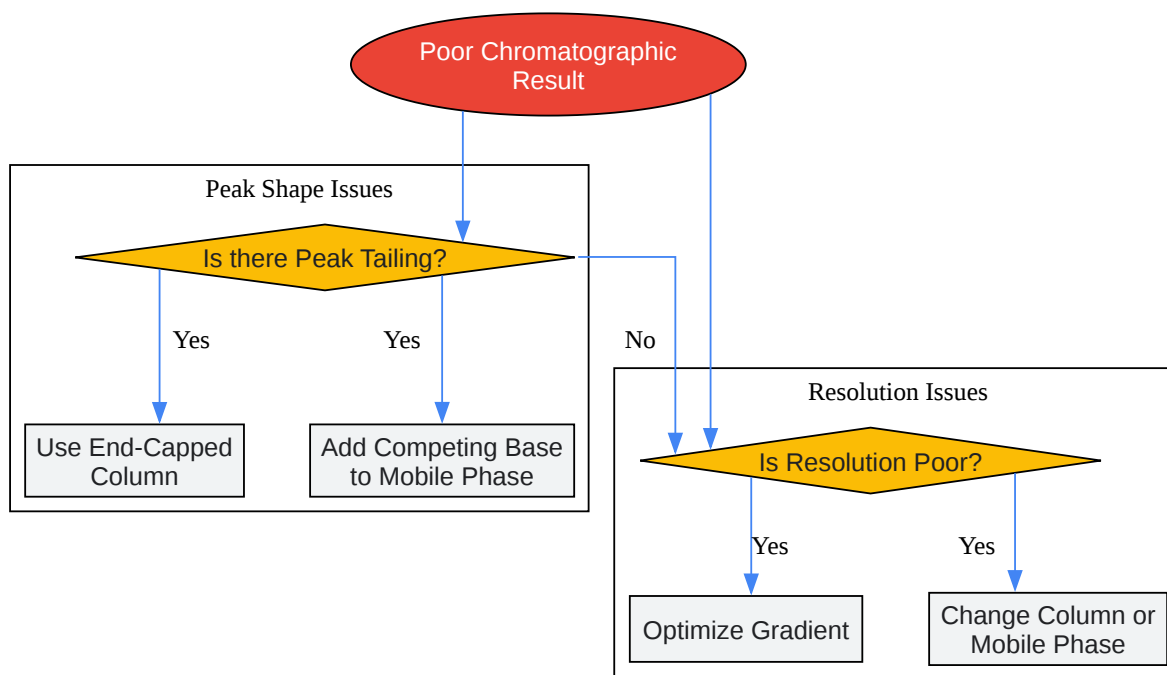 Poor Chromatographic
Result
Peak Shape Issues
Is there Peak Tailing?
Yes
Yes
No
Use End-Capped
Column
Add Competing Base
to Mobile Phase
Resolution Issues
Is Resolution Poor?
Yes
Yes
Optimize Gradient
Change Column or
Mobile Phase